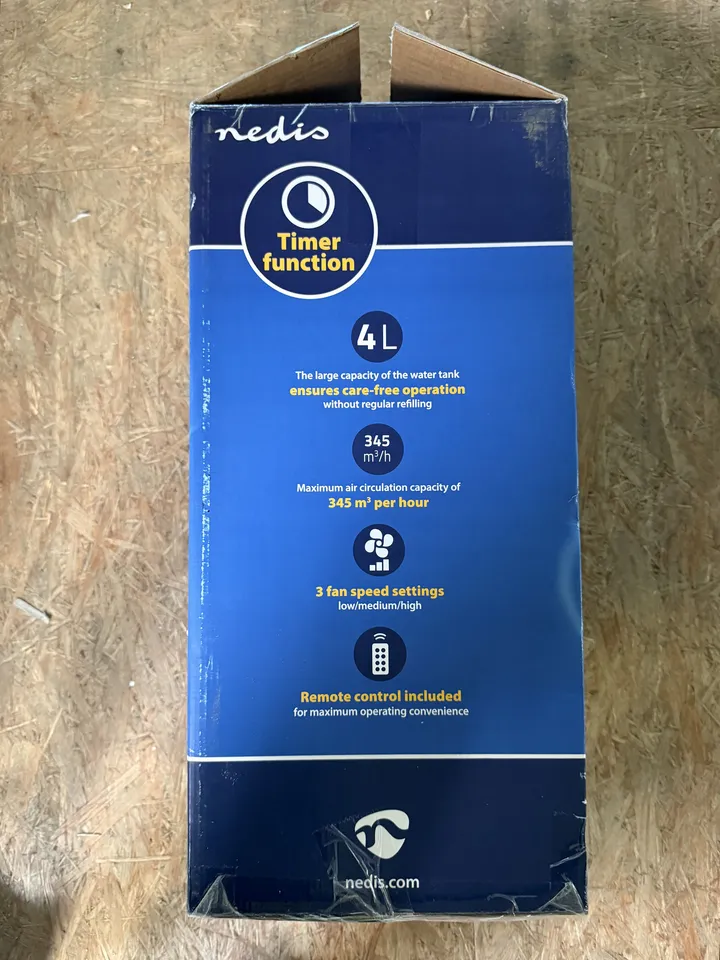 nedis
Timer
function
4 L
The large capacity of the water tank
ensures care-free operation
without regular refilling
345
m³/h
Maximum air circulation capacity of
345 m³ per hour
3 fan speed settings
low/medium/high
Remote control included
for maximum operating convenience
nedis.com